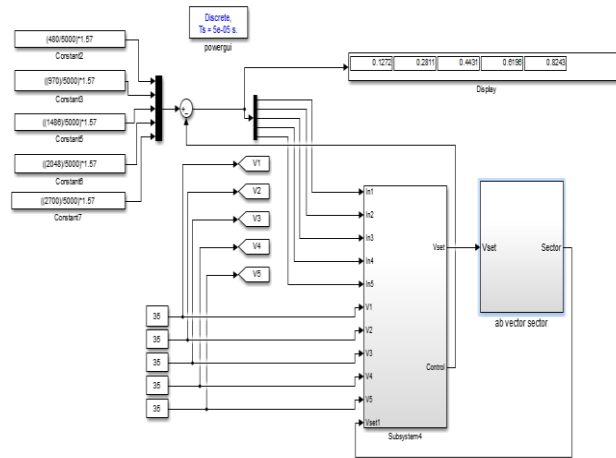 (480/5000)*1.57
Constant2
((970)/5000)*1.57
Constant3
((1486)/5000)*1.57
Constant5
((2048)/5000)*1.57
Constant6
((2700)/5000)*1.57
Constant7
Discrete,
Ts = 5e-05 s.
powergui
0.1272 0.2811 0.4431 0.6196 0.8243
Display
V1
V2
V3
V4
V5
35
35
35
35
35
In1
In2
In3
In4
In5
V1
V2
V3
V4
V5
Vset1
Vset
Control
Subsystem4
Vset
Sector
ab vector sector